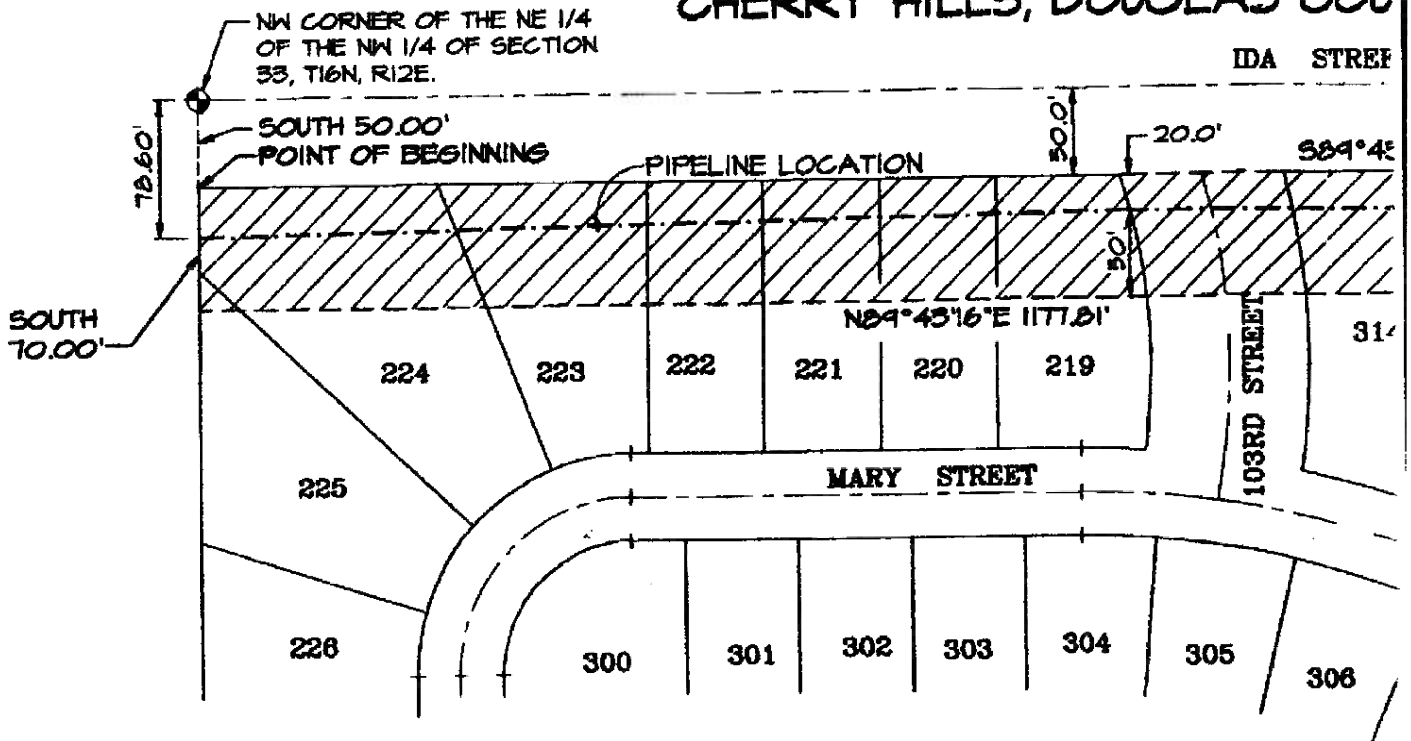 CHERRY HILLS, DOUGLAS
NW CORNER OF THE NE 1/4
OF THE NW 1/4 OF SECTION
33, T16N, R12E.
IDA STREE
78.60'
SOUTH 50.00'
POINT OF BEGINNING
50.0'
20.0'
S89°45
PIPELINE LOCATION
50'
SOUTH
70.00'
N89°43'16"E 1177.81'
224
223
222
221
220
219
103RD STREET
225
MARY STREET
226
300
301
302
303
304
305
306